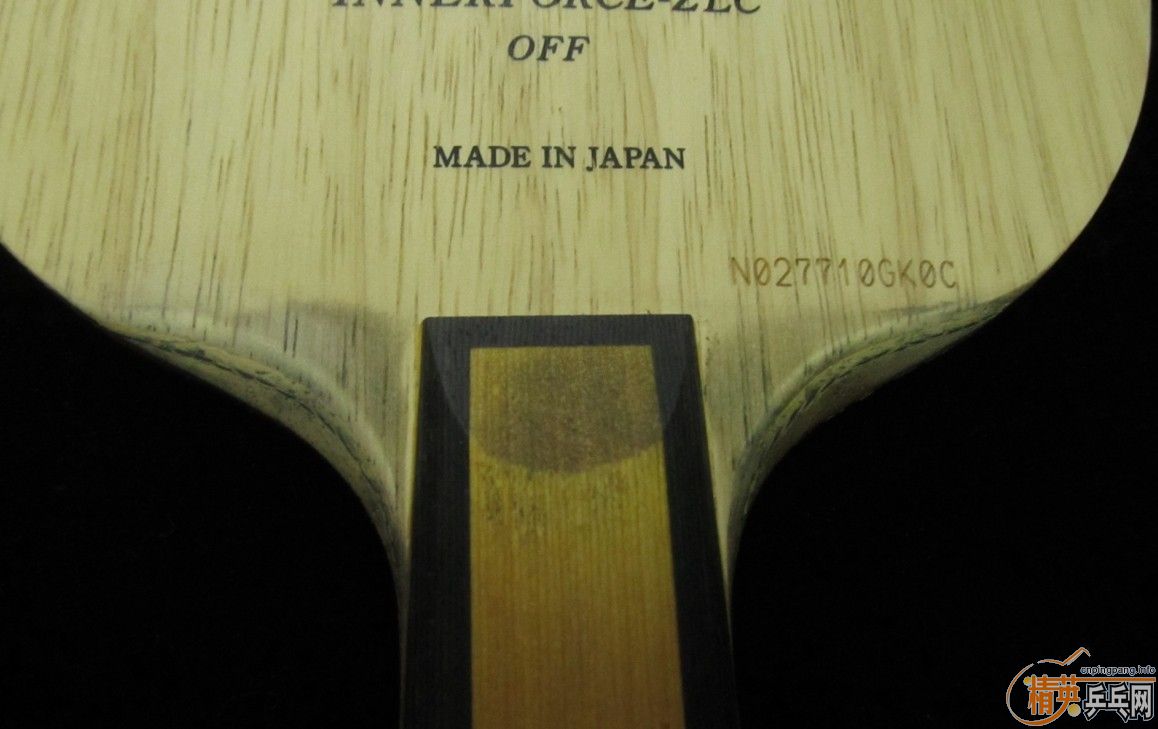 INNERFORCE-ZLC
OFF
MADE IN JAPAN
N027710GK0C
cnpingpang.info
精英乒乓网